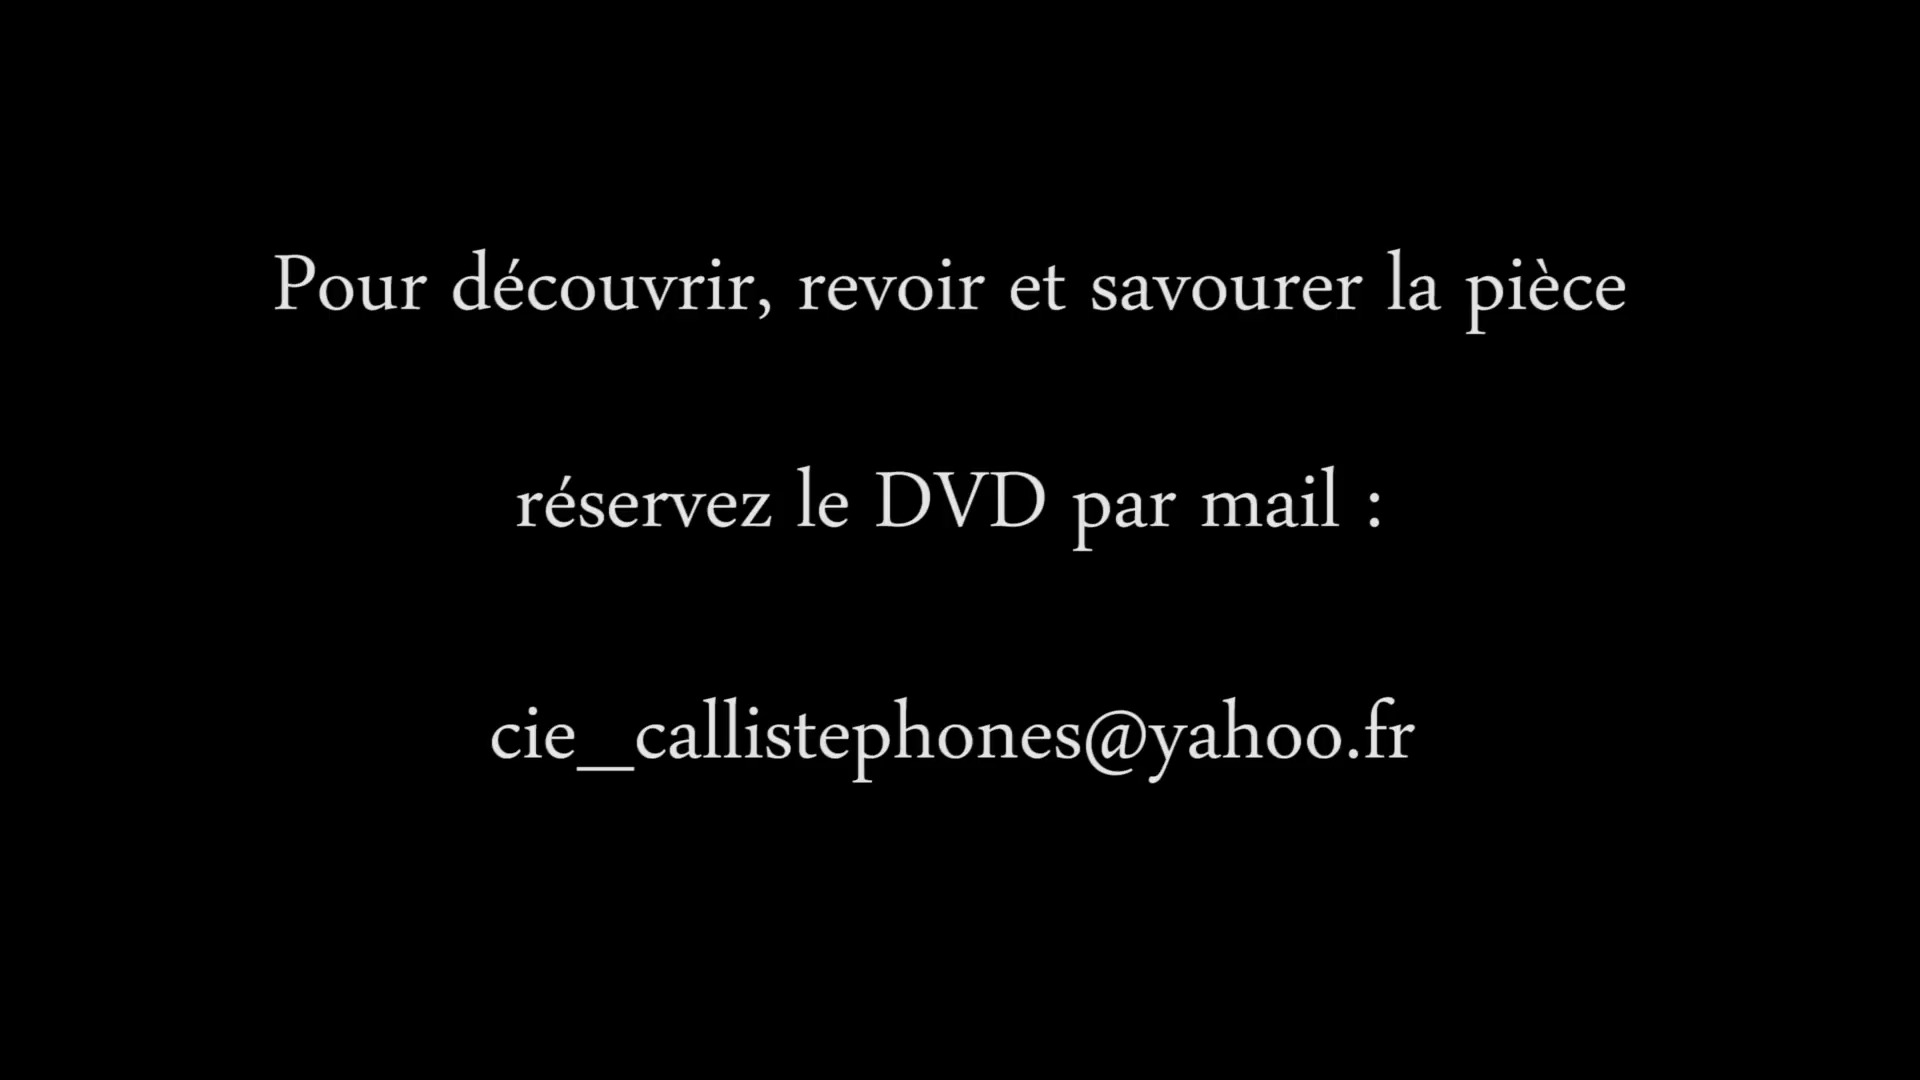 Pour découvrir, revoir et savourer la pièce
réservez le DVD par mail :
cie_callistephones@yahoo.fr